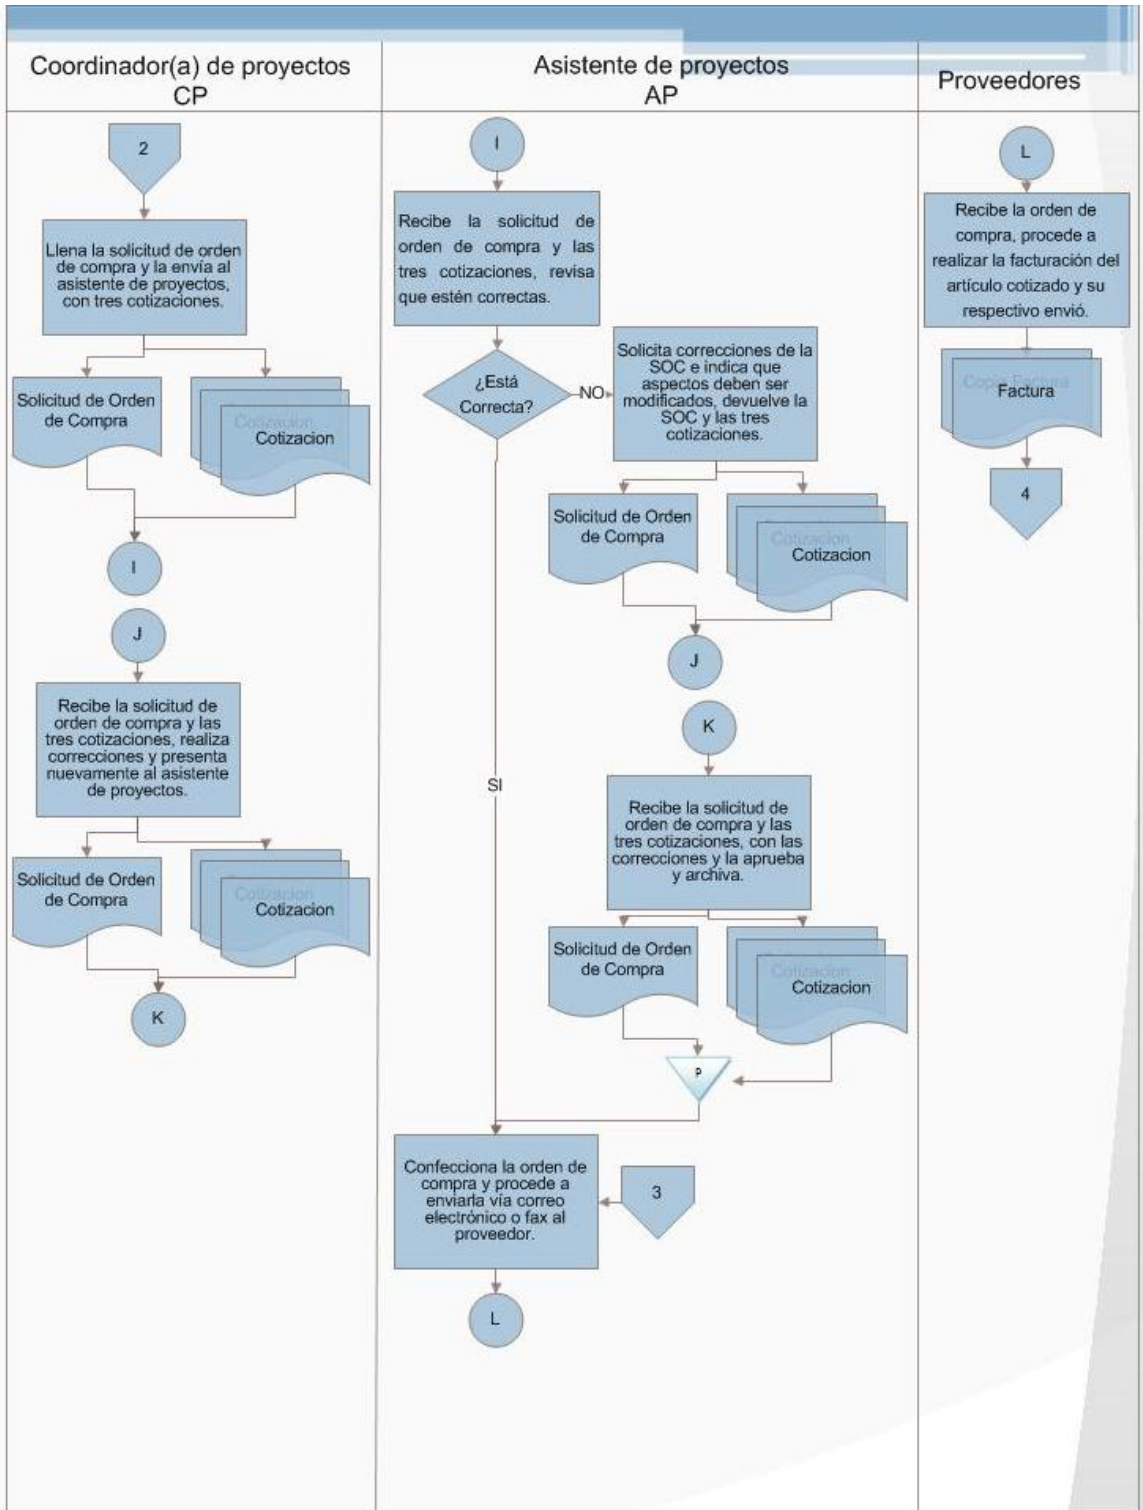 Coordinador(a) de proyectos
CP
Asistente de proyectos
AP
Proveedores
2
Llena la solicitud de orden
de compra y la envía al
asistente de proyectos,
con tres cotizaciones.
Solicitud de Orden
de Compra
Cotizacion
Cotizacion
I
J
Recibe la solicitud de
orden de compra y las
tres cotizaciones, realiza
correcciones y presenta
nuevamente al asistente
de proyectos.
Solicitud de Orden
de Compra
Cotizacion
Cotizacion
K
I
Recibe la solicitud de
orden de compra y las
tres cotizaciones, revisa
que estén correctas.
¿Está
Correcta?
NO
Solicita correcciones de la
SOC e indica que
aspectos deben ser
modificados, devuelve la
SOC y las tres
cotizaciones.
Solicitud de Orden
de Compra
Cotizacion
Cotizacion
J
K
SI
Recibe la solicitud de
orden de compra y las
tres cotizaciones, con las
correcciones y la aprueba
y archiva.
Solicitud de Orden
de Compra
Cotizacion
Cotizacion
P
Confecciona la orden de
compra y procede a
enviarla vía correo
electrónico o fax al
proveedor.
3
L
L
Recibe la orden de
compra, procede a
realizar la facturación del
artículo cotizado y su
respectivo envió.
Copia Factura
Factura
4